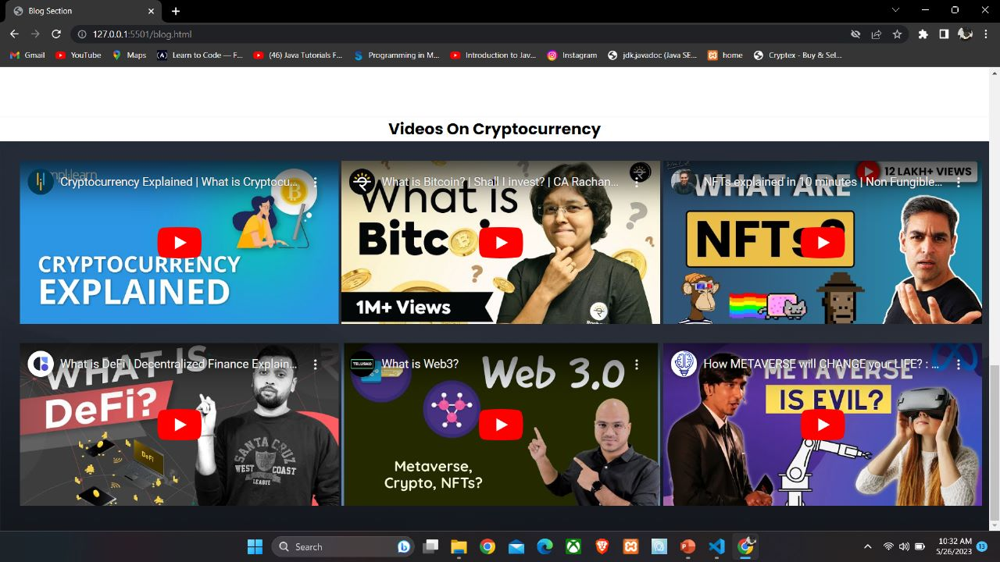 Blog Section
127.0.0.1:5501/blog.html
Gmail
YouTube
Maps
Learn to Code — F...
(46) Java Tutorials F...
Programming in M...
Introduction to Jav...
Instagram
jdk.javadoc (Java SE...
home
Cryptex - Buy & Sel...
Videos On Cryptocurrency
Cryptocurrency Explained | What is Cryptocu...
CRYPTOCURRENCY
EXPLAINED
What is Bitcoin? | Shall I invest? | CA Rachan...
What is
1M+ Views
12 LAKH+ VIEWS
NFTs explained in 10 minutes | Non Fungible...
WHAT ARE
NFTs?
What is DeFi | Decentralized Finance Explain...
WHAT IS
DeFi?
DeFi
SANTA CRUZ
WEST COAST
LEAGUE
TELUSKO
What is Web3?
Web 3.0
Metaverse,
Crypto, NFTs?
How METAVERSE will CHANGE your LIFE? : ...
METAVERSE
IS EVIL?
Search
10:32 AM
5/26/2023
13